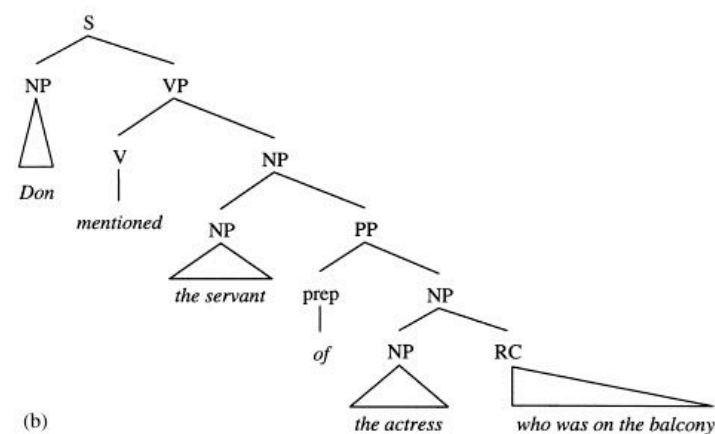 S
NP VP
V NP
Don
mentioned NP PP
the servant prep NP
of NP RC
(b) the actress who was on the balcony